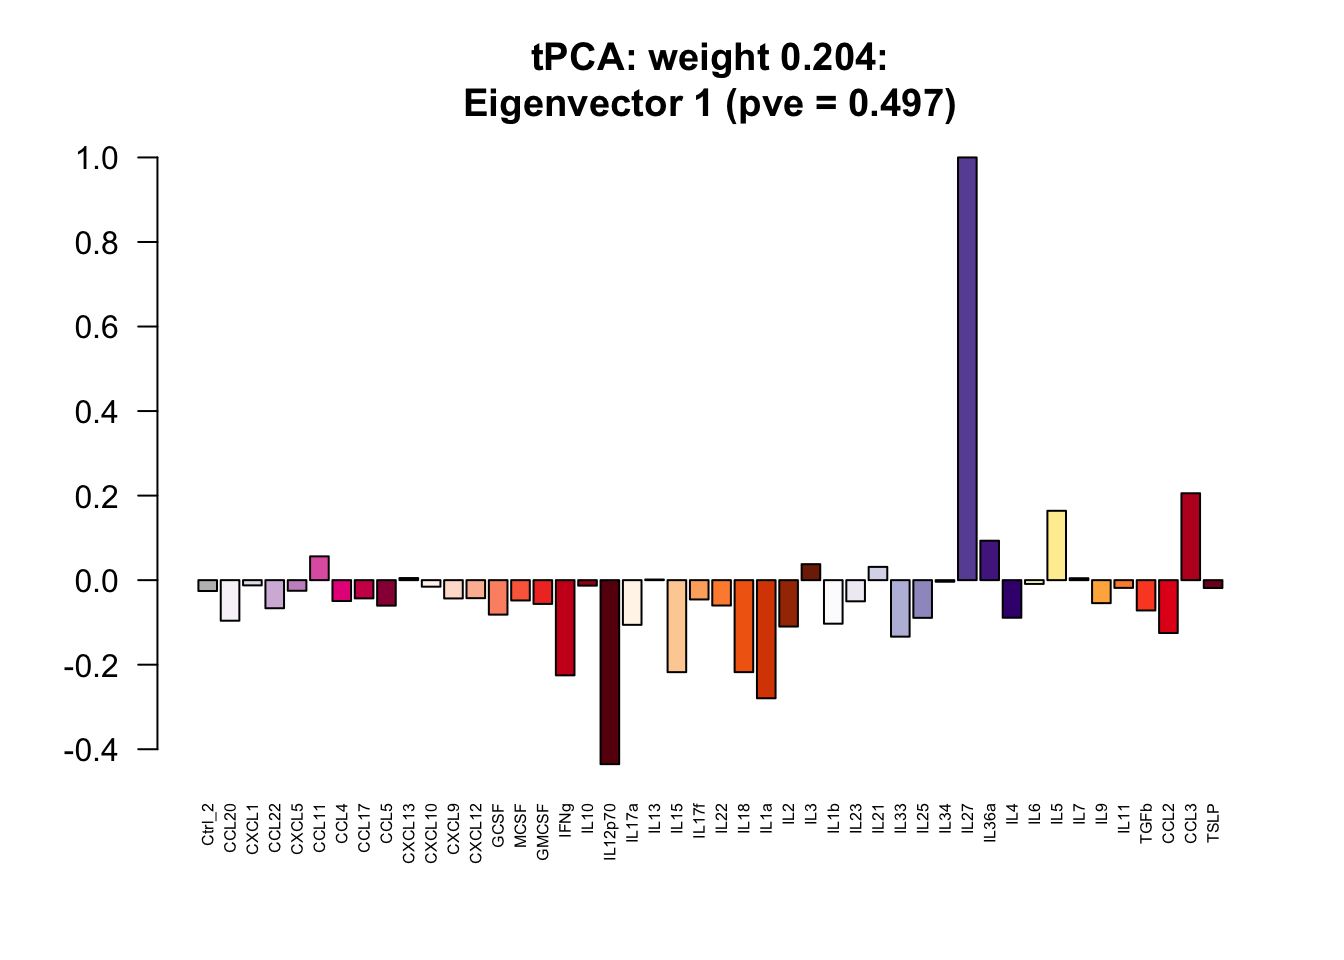 tPCA: weight 0.204:
Eigenvector 1 (pve = 0.497)
1.0
0.8
0.6
0.4
0.2
0.0
-0.2
-0.4
Ctrl_2
CCL20
CXCL1
CCL22
CXCL5
CCL11
CCL4
CCL17
CCL5
CXCL13
CXCL10
CXCL9
CXCL12
GCSF
MCSF
GMCSF
IFNg
IL10
IL12p70
IL17a
IL13
IL15
IL17f
IL22
IL18
IL1a
IL2
IL3
IL1b
IL23
IL21
IL33
IL25
IL34
IL27
IL36a
IL4
IL6
IL5
IL7
IL9
IL11
TGFb
CCL2
CCL3
TSLP